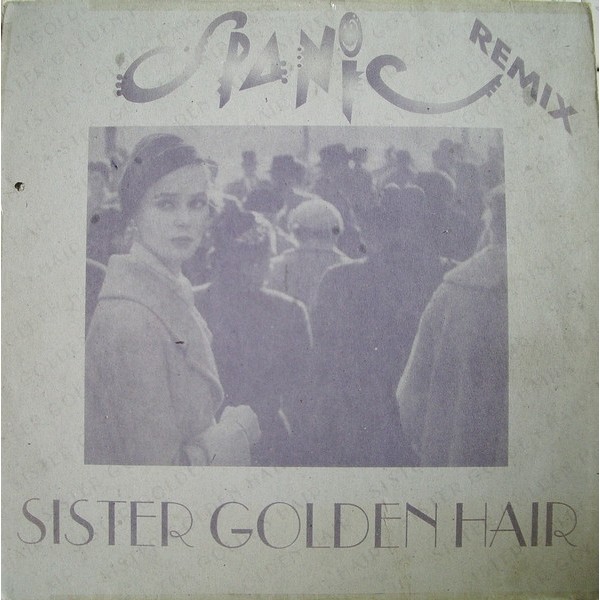 SPANIC
REMIX
SISTER GOLDEN HAIR